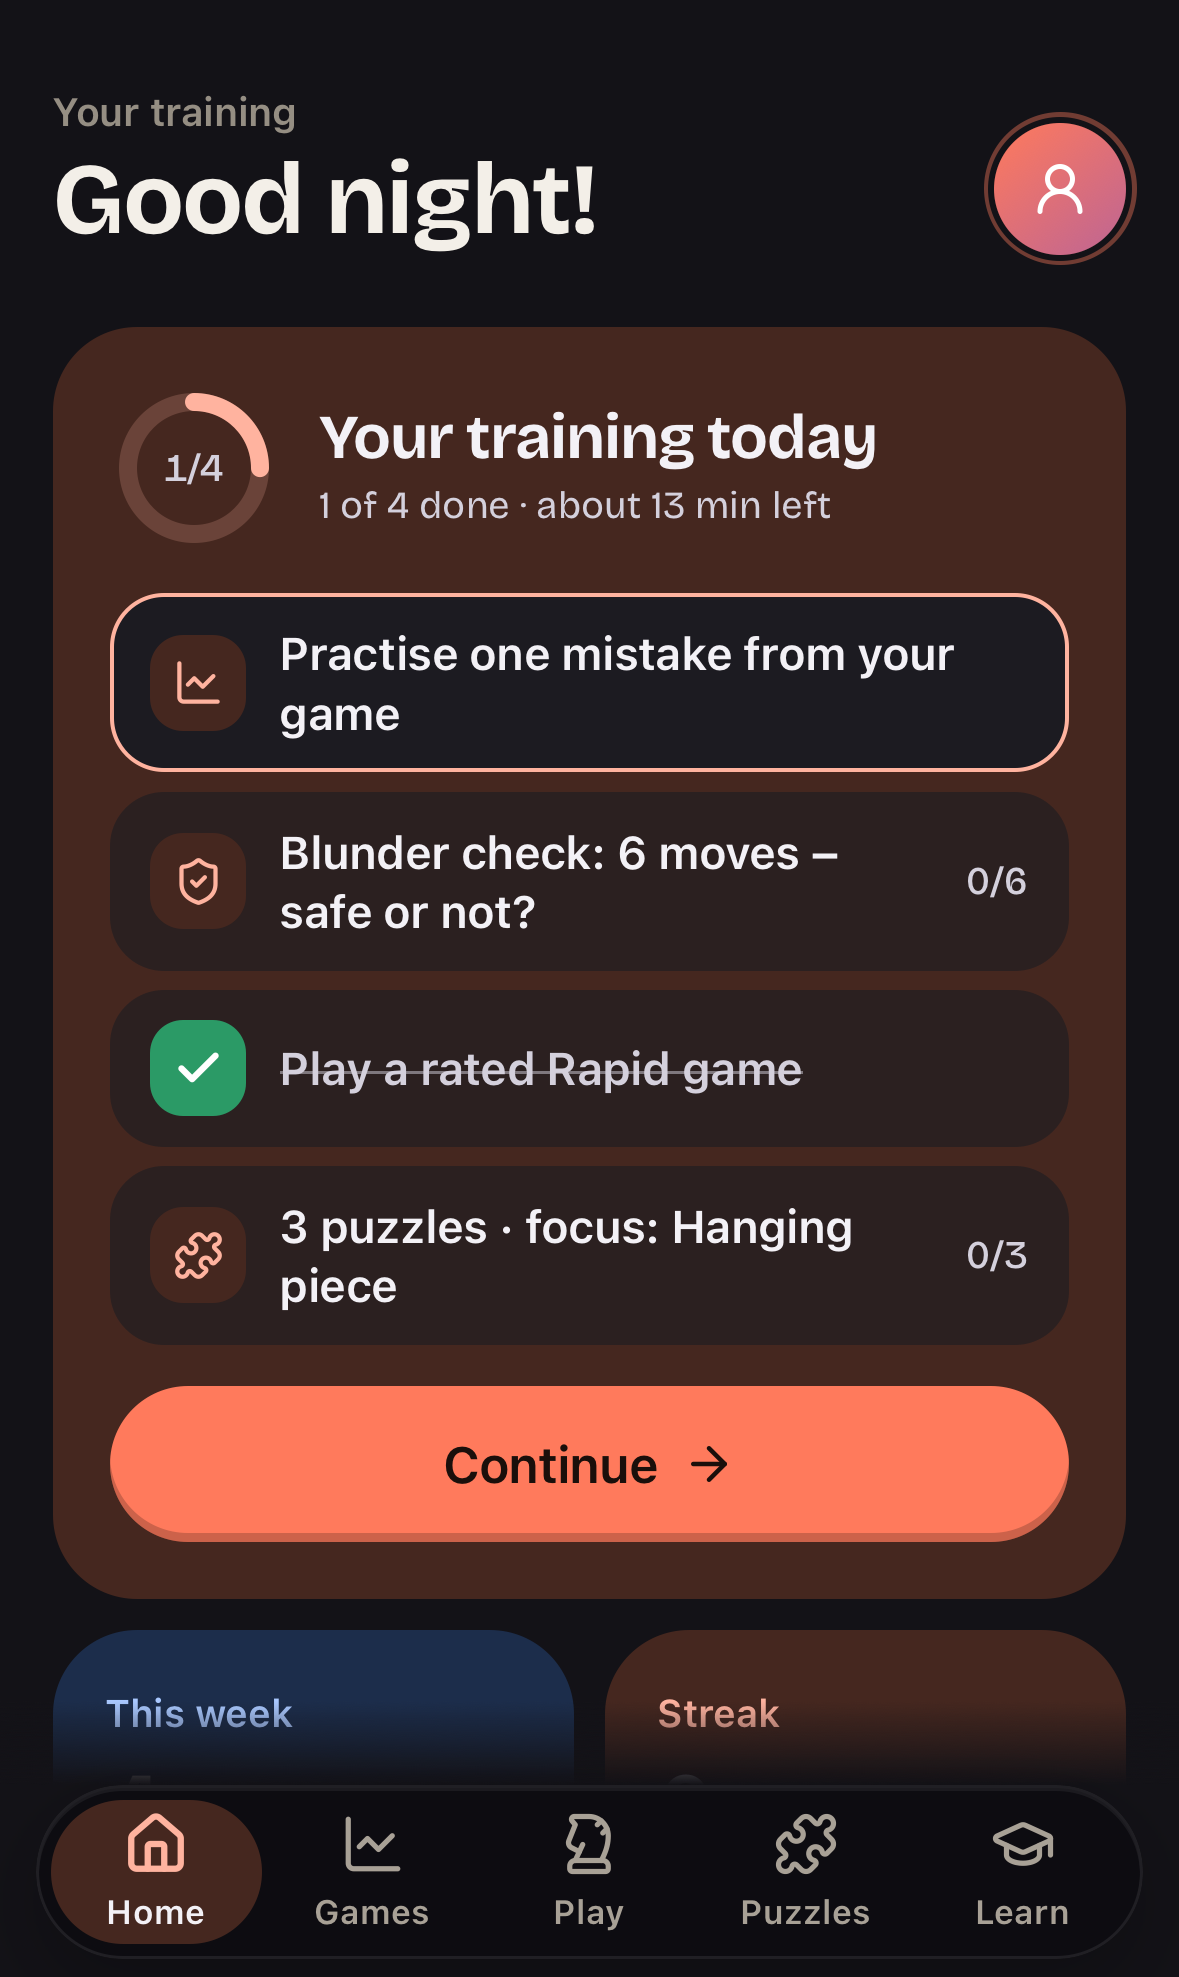 Your training
Good night!
1/4
Your training today
1 of 4 done · about 13 min left
Practise one mistake from your
game
Blunder check: 6 moves –
safe or not?
0/6
Play a rated Rapid game
3 puzzles · focus: Hanging
piece
0/3
Continue →
This week
Streak
Home
Games
Play
Puzzles
Learn